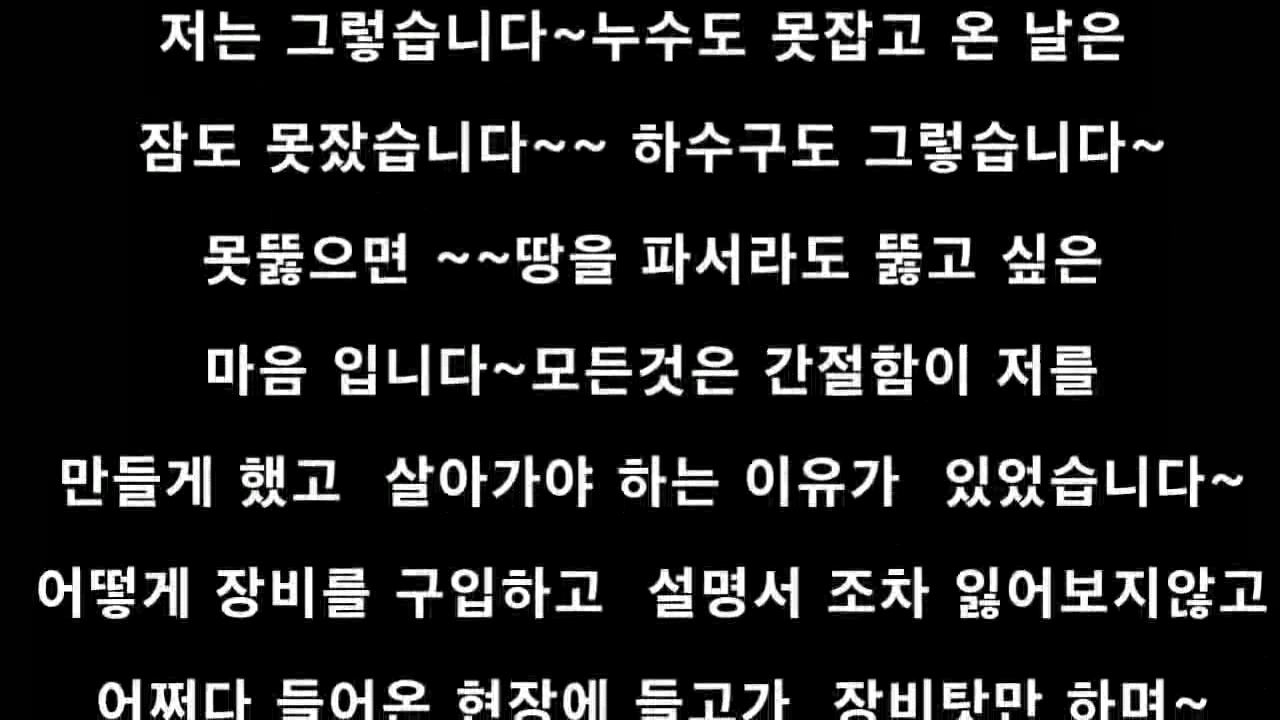 저는 그렇습니다~누수도 못잡고 온 날은
잠도 못잤습니다~~ 하수구도 그렇습니다~
못뚫으면 ~~땅을 파서라도 뚫고 싶은
마음 입니다~모든것은 간절함이 저를
만들게 했고 살아가야 하는 이유가 있었습니다~
어떻게 장비를 구입하고 설명서 조차 잃어보지않고
어쩌다 들어온 현장에 들고가 장비탓만 하며~